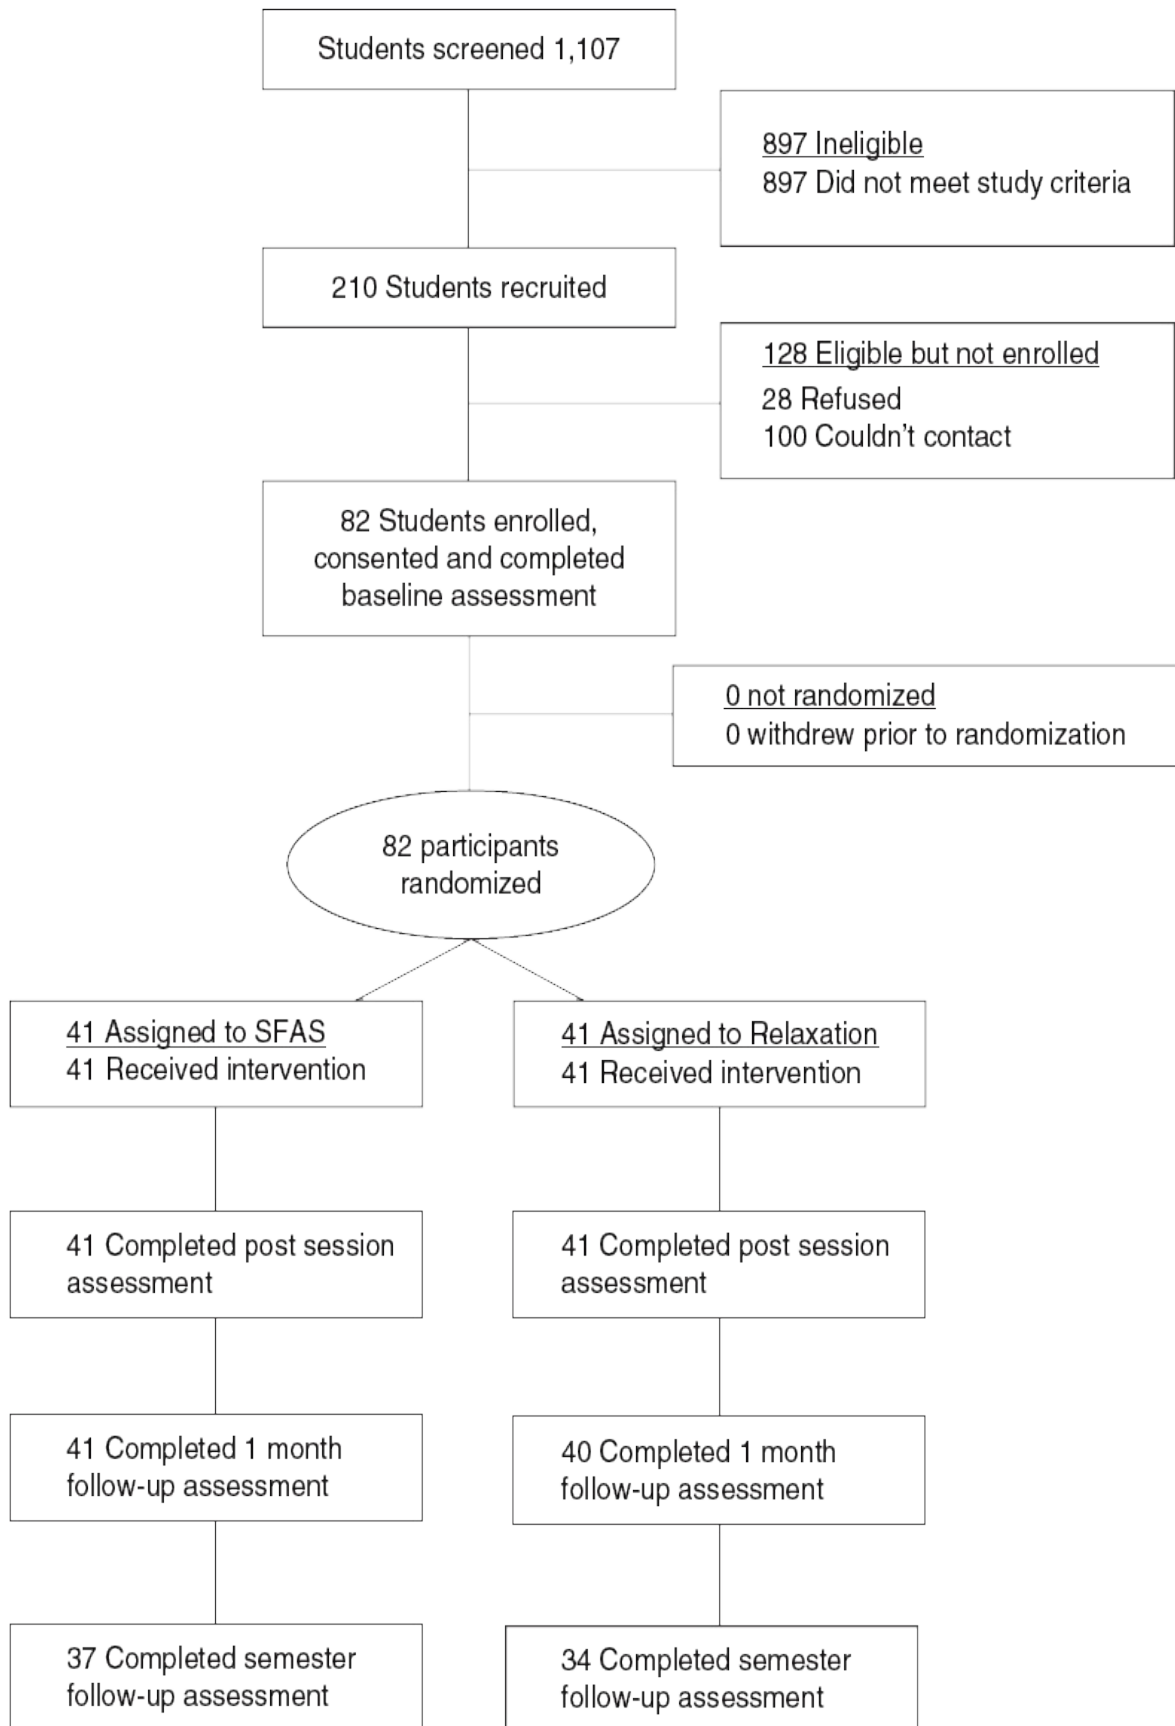 Students screened 1,107
897 Ineligible
897 Did not meet study criteria
210 Students recruited
128 Eligible but not enrolled
28 Refused
100 Couldn't contact
82 Students enrolled,
consented and completed
baseline assessment
0 not randomized
0 withdrew prior to randomization
82 participants
randomized
41 Assigned to SFAS
41 Received intervention
41 Assigned to Relaxation
41 Received intervention
41 Completed post session
assessment
41 Completed post session
assessment
41 Completed 1 month
follow-up assessment
40 Completed 1 month
follow-up assessment
37 Completed semester
follow-up assessment
34 Completed semester
follow-up assessment